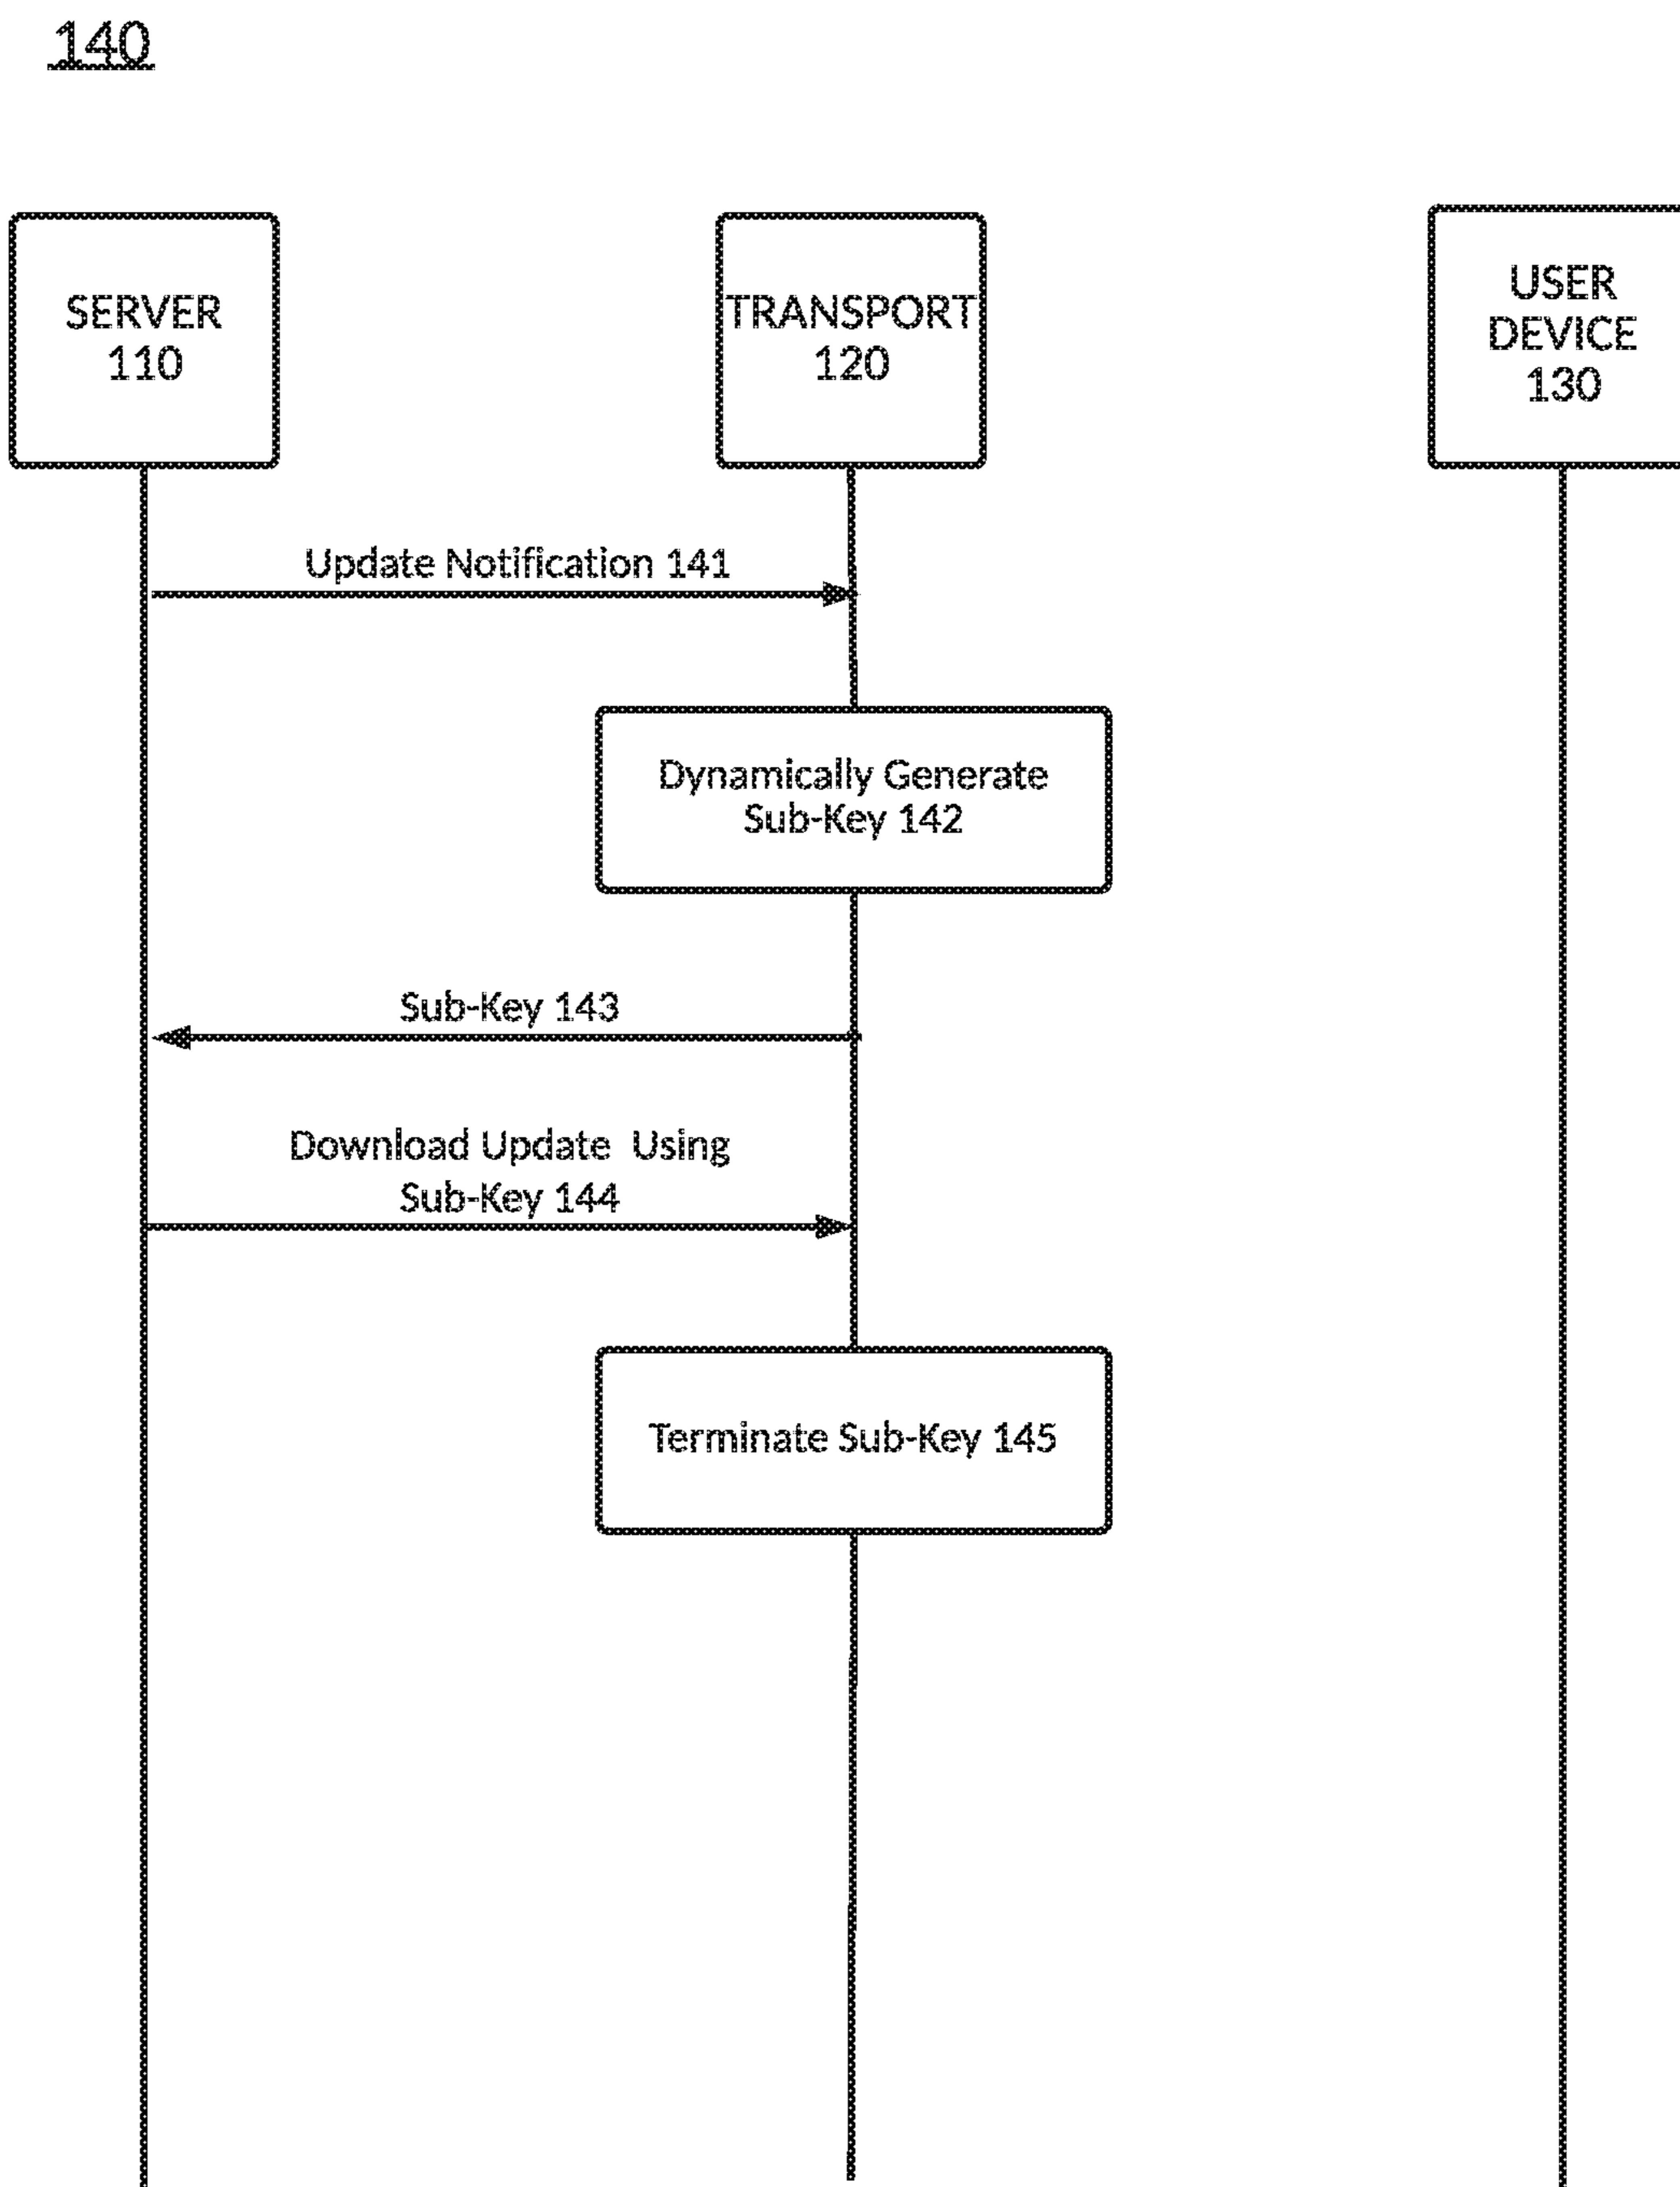 140
SERVER
110
TRANSPORT
120
USER
DEVICE
130
Update Notification 141
Dynamically Generate
Sub-Key 142
Sub-Key 143
Download Update Using
Sub-Key 144
Terminate Sub-Key 145